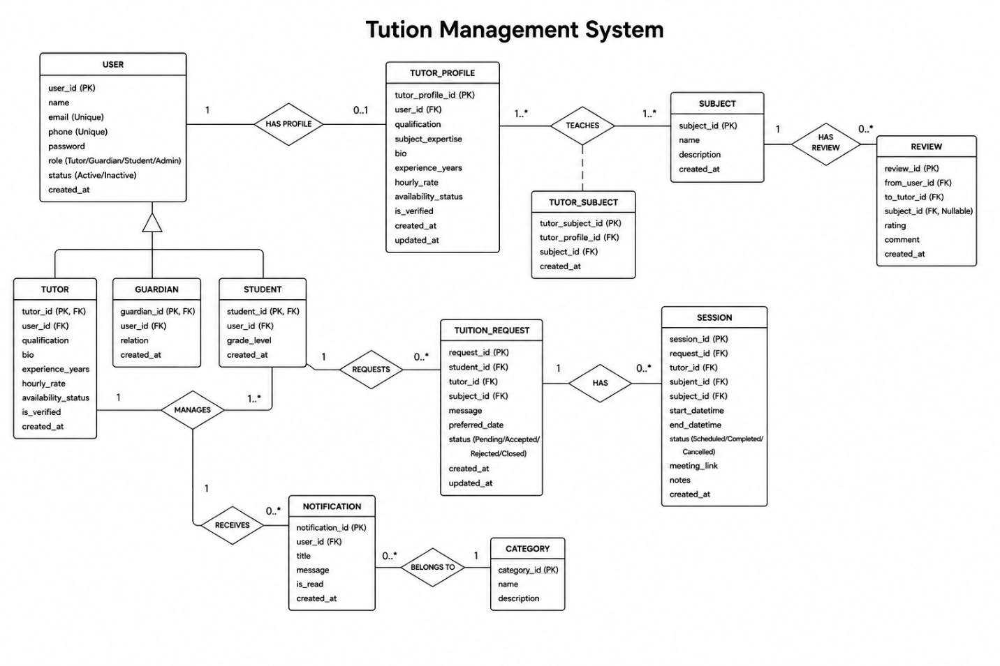 Tution Management System
USER
user_id (PK)
name
email (Unique)
phone (Unique)
password
role (Tutor/Guardian/Student/Admin)
status (Active/Inactive)
created_at
1
HAS PROFILE
0..1
TUTOR_PROFILE
tutor_profile_id (PK)
user_id (FK)
qualification
subject_expertise
bio
experience_years
hourly_rate
availability_status
is_verified
created_at
updated_at
1..*
TEACHES
1..*
TUTOR_SUBJECT
tutor_subject_id (PK)
tutor_profile_id (FK)
subject_id (FK)
created_at
SUBJECT
subject_id (PK)
name
description
created_at
1
HAS
REVIEW
0..*
REVIEW
review_id (PK)
from_user_id (FK)
to_tutor_id (FK)
subject_id (FK, Nullable)
rating
comment
created_at
TUTOR
tutor_id (PK, FK)
user_id (FK)
qualification
bio
experience_years
hourly_rate
availability_status
is_verified
created_at
GUARDIAN
guardian_id (PK, FK)
user_id (FK)
relation
created_at
STUDENT
student_id (PK, FK)
user_id (FK)
grade_level
created_at
1
REQUESTS
0..*
TUITION_REQUEST
request_id (PK)
student_id (FK)
tutor_id (FK)
subject_id (FK)
message
preferred_date
status (Pending/Accepted/
Rejected/Closed)
created_at
updated_at
1
HAS
0..*
SESSION
session_id (PK)
request_id (FK)
tutor_id (FK)
subjent_id (FK)
subject_id (FK)
start_datetime
end_datetime
status (Scheduled/Completed/
Cancelled)
meeting_link
notes
created_at
1
MANAGES
1..*
1
RECEIVES
0..*
NOTIFICATION
notification_id (PK)
user_id (FK)
title
message
is_read
created_at
0..*
BELONGS TO
1
CATEGORY
category_id (PK)
name
description